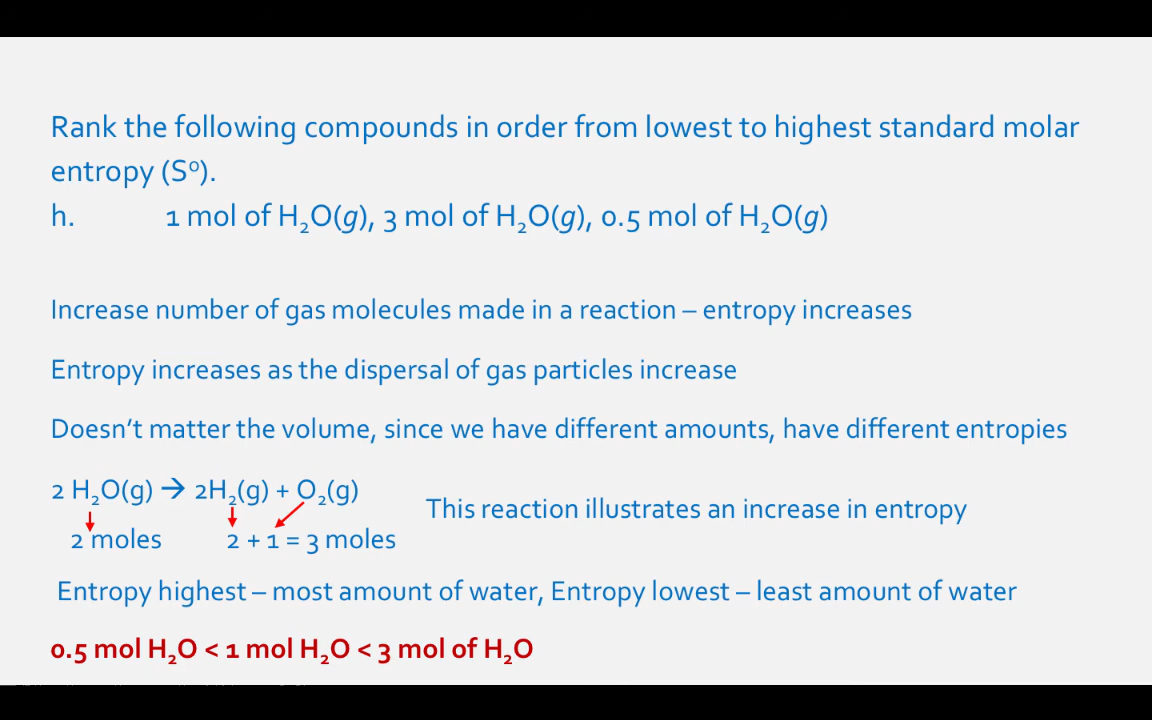 Rank the following compounds in order from lowest to highest standard molar
entropy (S⁰).
h. 1 mol of H₂O(g), 3 mol of H₂O(g), 0.5 mol of H₂O(g)
Increase number of gas molecules made in a reaction – entropy increases
Entropy increases as the dispersal of gas particles increase
Doesn't matter the volume, since we have different amounts, have different entropies
2 H₂O(g) → 2H₂(g) + O₂(g)
This reaction illustrates an increase in entropy
2 moles 2 + 1 = 3 moles
Entropy highest – most amount of water, Entropy lowest – least amount of water
0.5 mol H₂O < 1 mol H₂O < 3 mol of H₂O